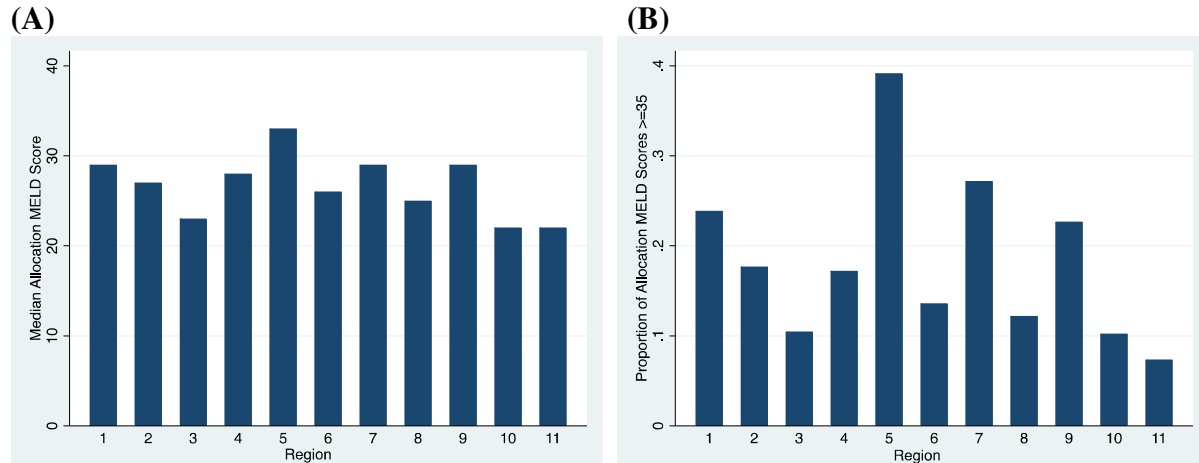 (A)
Median Allocation MELD Score
40
30
20
10
0
1 2 3 4 5 6 7 8 9 10 11
Region
(B)
Proportion of Allocation MELD Scores >=35
.4
.3
.2
.1
0
1 2 3 4 5 6 7 8 9 10 11
Region